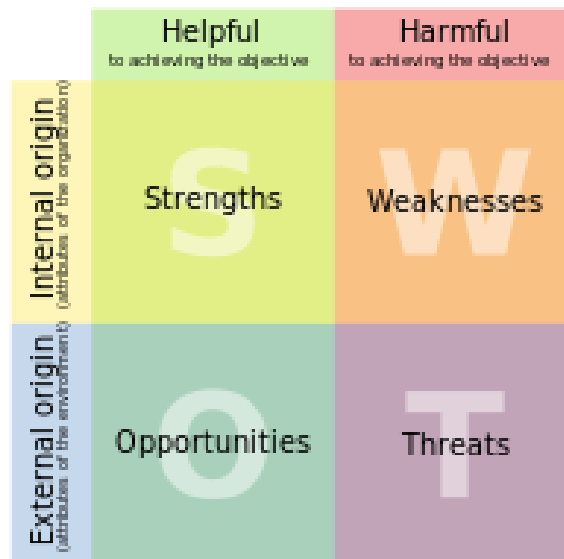 Helpful
to achieving the objective
Harmful
to achieving the objective
Internal origin
(attributes of the organization)
S
Strengths
W
Weaknesses
External origin
(attributes of the environment)
O
Opportunities
T
Threats